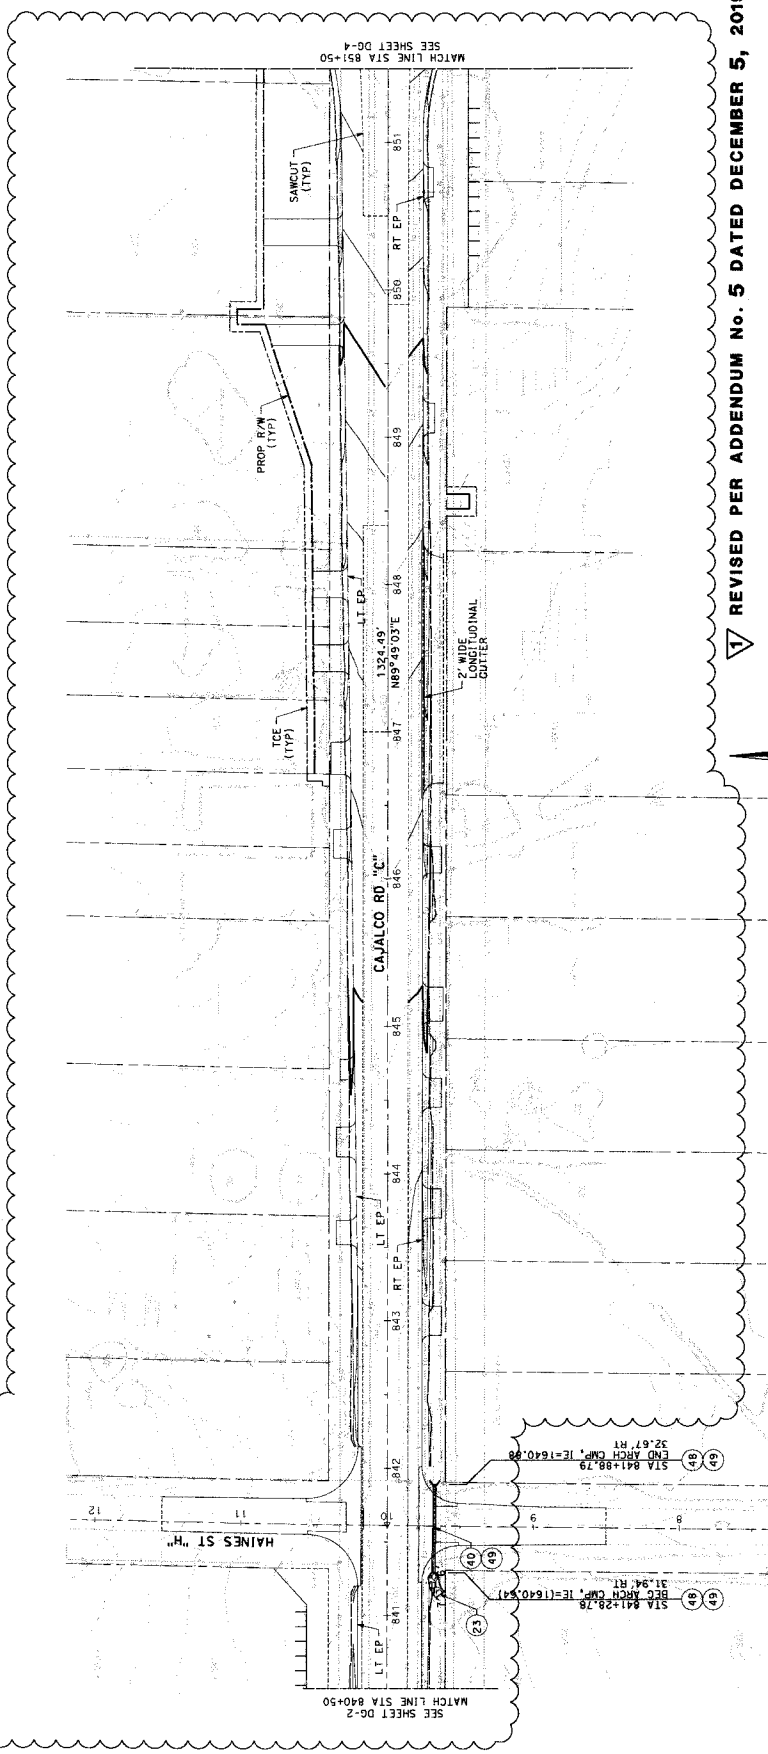 MATCH LINE STA 851+50
SEE SHEET DG-4
SAWCUT
(TYP)
851
RT EP
850
PROP R/W
(TYP)
849
848
LT EP
1324.49'
N89°49'03"E
2' WIDE
LONGITUDINAL
GUTTER
TCE
(TYP)
847
CAJALCO RD "C"
846
845
844
LT EP
RT EP
843
842
12
11
10
9
8
HAINES ST "H"
STA 841+88.79
END ARCH CMP, IE=1640.88
32.67' RT
48 49
40 49
STA 841+28.78
BEG ARCH CMP, IE=(1640.64)
31.94' RT
48 49
23
7
841
LT EP
MATCH LINE STA 840+50
SEE SHEET DG-2
1 REVISED PER ADDENDUM No. 5 DATED DECEMBER 5,